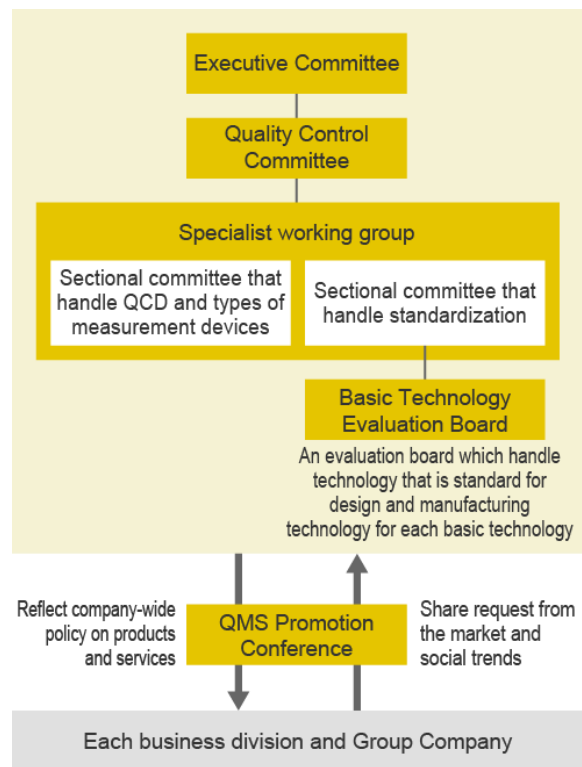 Executive Committee
Quality Control
Committee
Specialist working group
Sectional committee that
handle QCD and types of
measurement devices
Sectional committee that
handle standardization
Basic Technology
Evaluation Board
An evaluation board which handle
technology that is standard for
design and manufacturing
technology for each basic technology
Reflect company-wide
policy on products
and services
QMS Promotion
Conference
Share request from
the market and
social trends
Each business division and Group Company